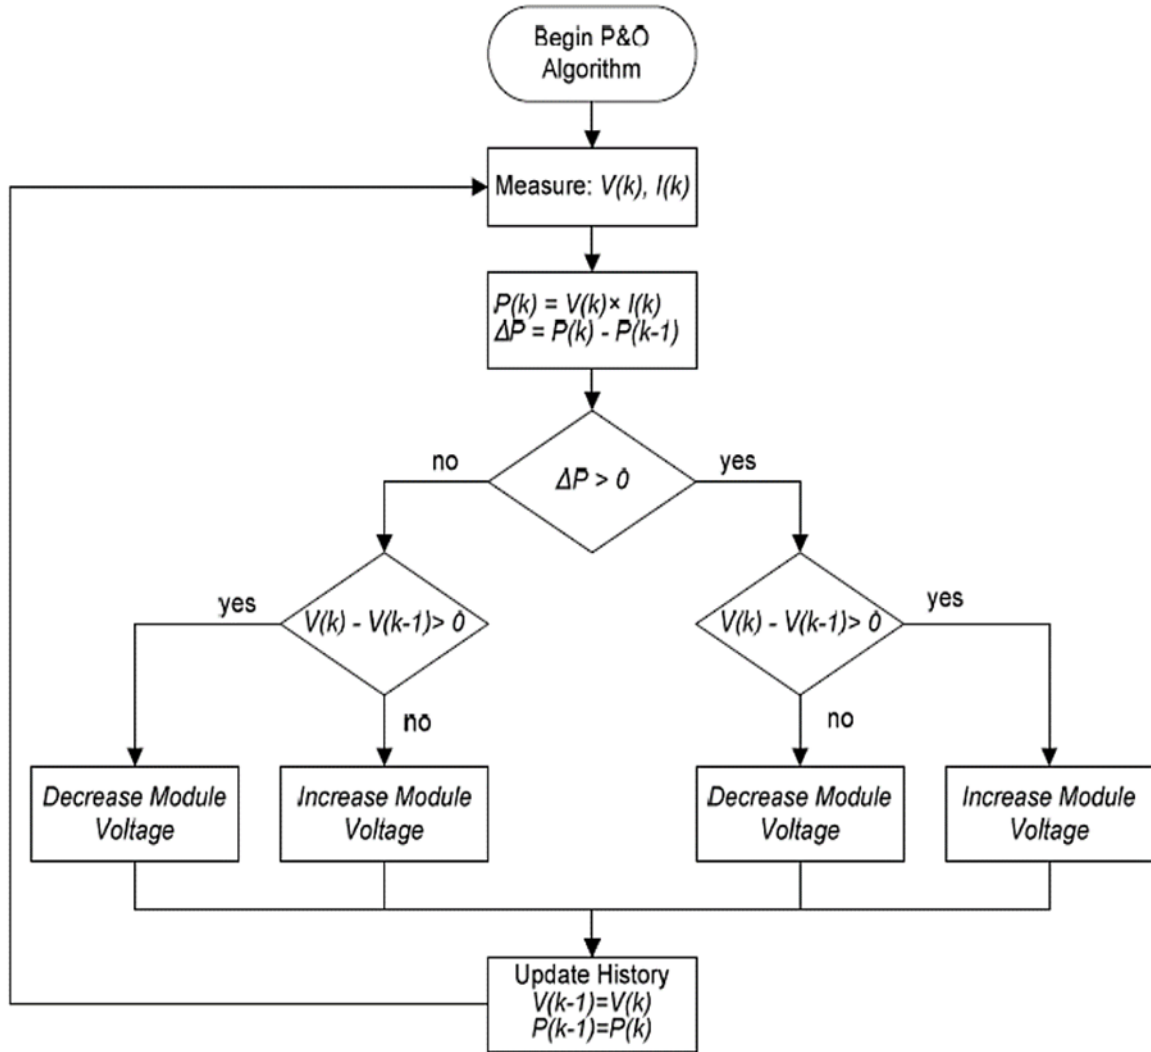 Begin P&O
Algorithm
Measure: V(k), I(k)
P(k) = V(k)× I(k)
ΔP = P(k) - P(k-1)
no
yes
ΔP > 0
yes
V(k) - V(k-1)> 0
V(k) - V(k-1)> 0
yes
no
no
Decrease Module
Voltage
Increase Module
Voltage
Decrease Module
Voltage
Increase Module
Voltage
Update History
V(k-1)=V(k)
P(k-1)=P(k)